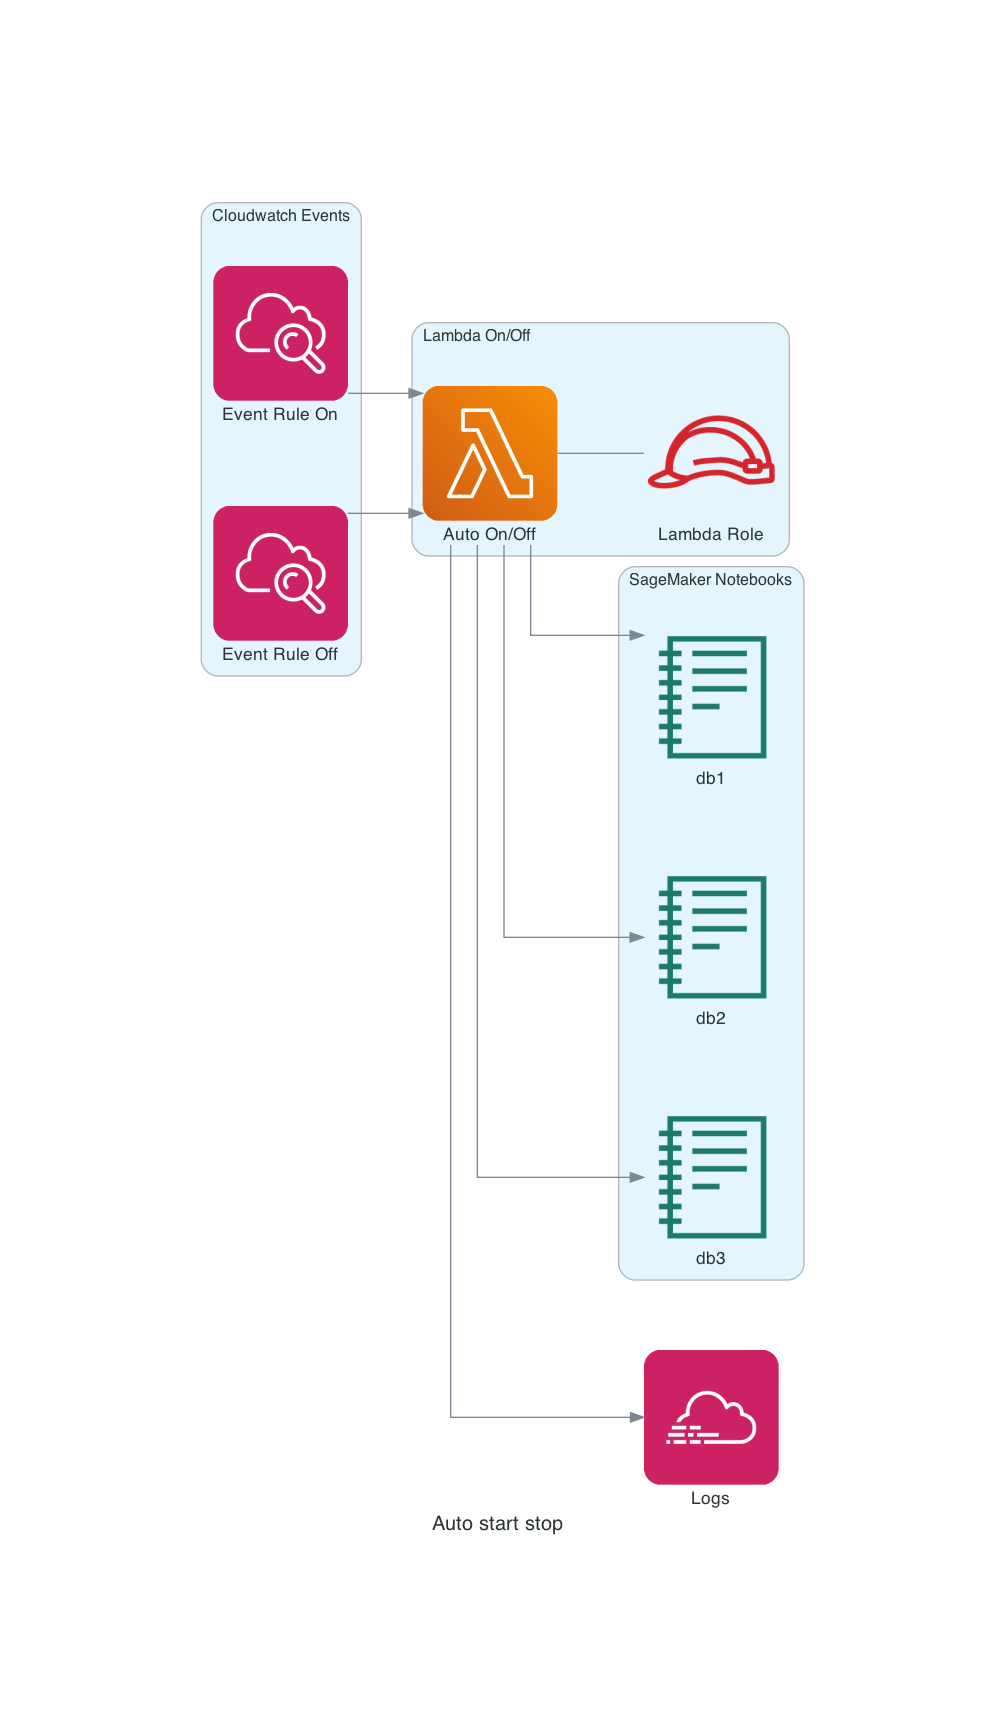 Cloudwatch Events
Event Rule On
Event Rule Off
Lambda On/Off
Auto On/Off
Lambda Role
SageMaker Notebooks
db1
db2
db3
Logs
Auto start stop